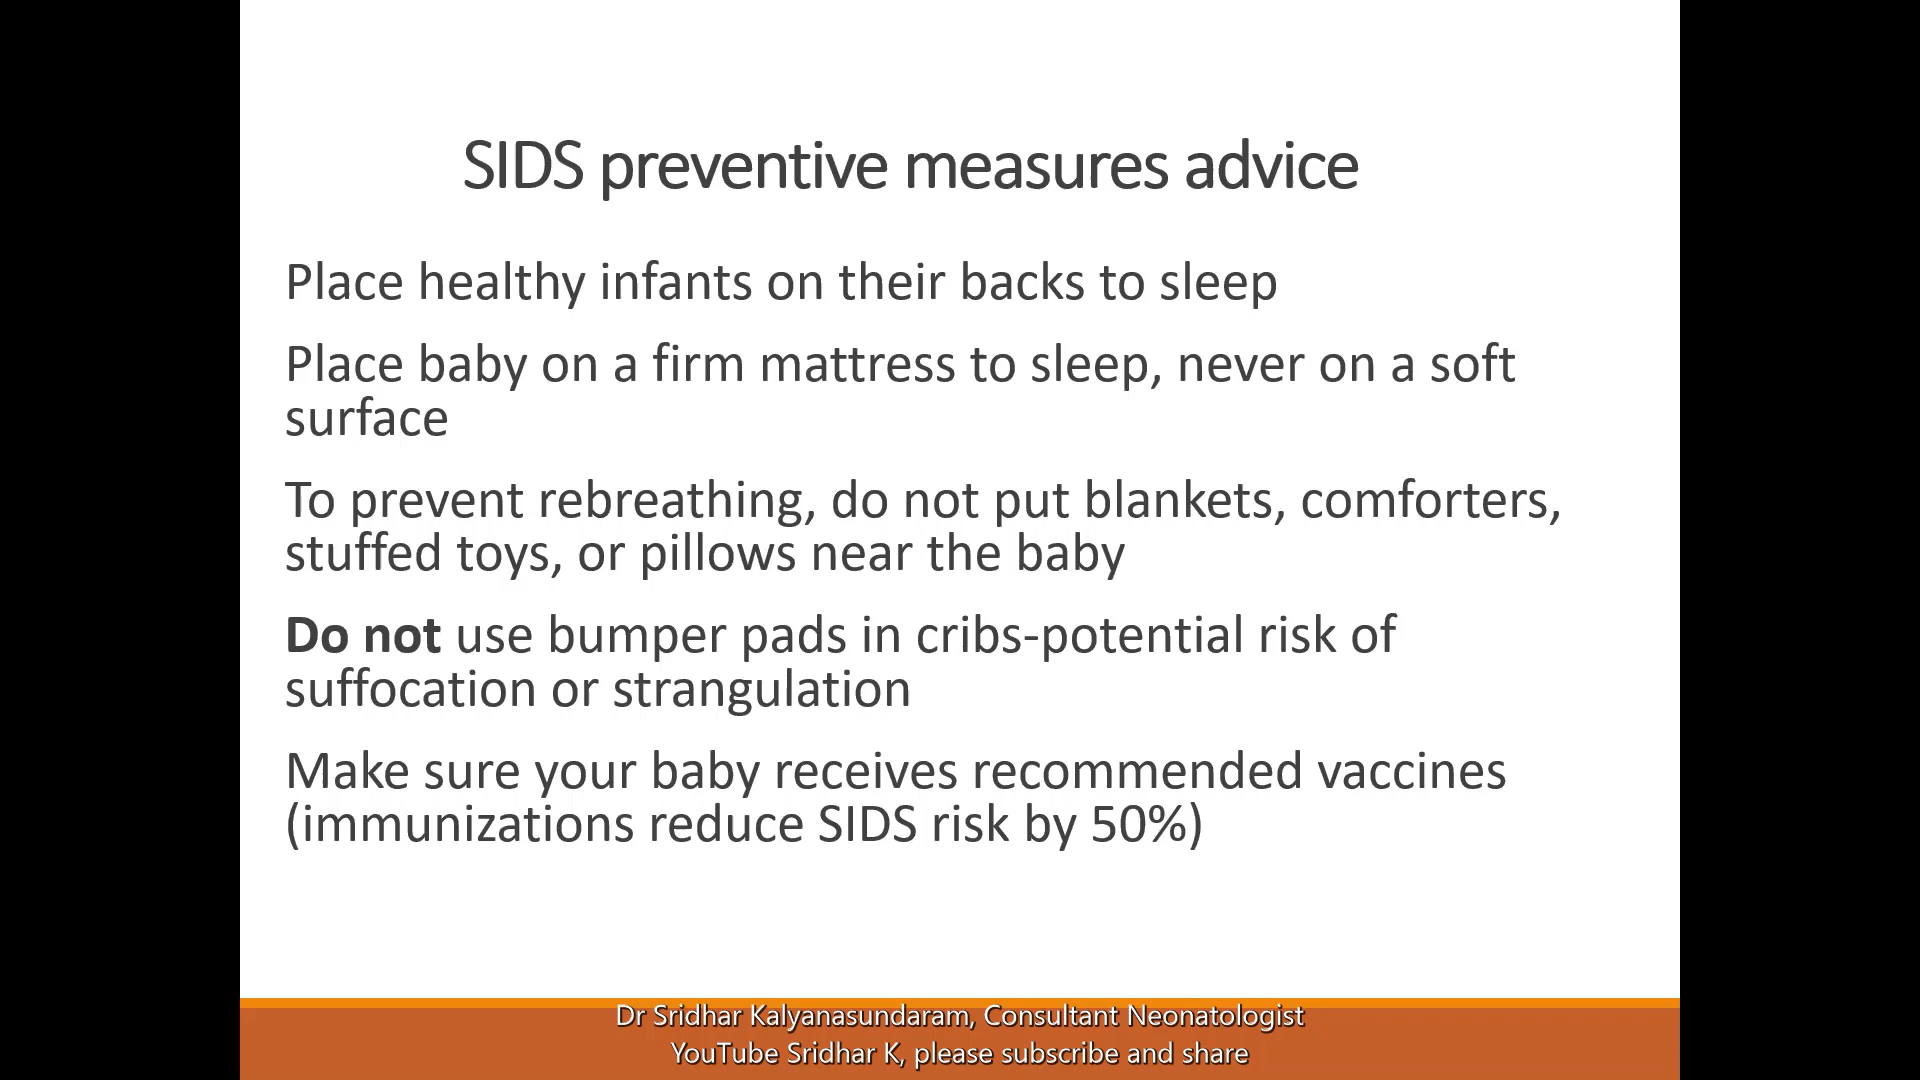 SIDS preventive measures advice
Place healthy infants on their backs to sleep
Place baby on a firm mattress to sleep, never on a soft
surface
To prevent rebreathing, do not put blankets, comforters,
stuffed toys, or pillows near the baby
Do not use bumper pads in cribs-potential risk of
suffocation or strangulation
Make sure your baby receives recommended vaccines
(immunizations reduce SIDS risk by 50%)
Dr Sridhar Kalyanasundaram, Consultant Neonatologist
YouTube Sridhar K, please subscribe and share